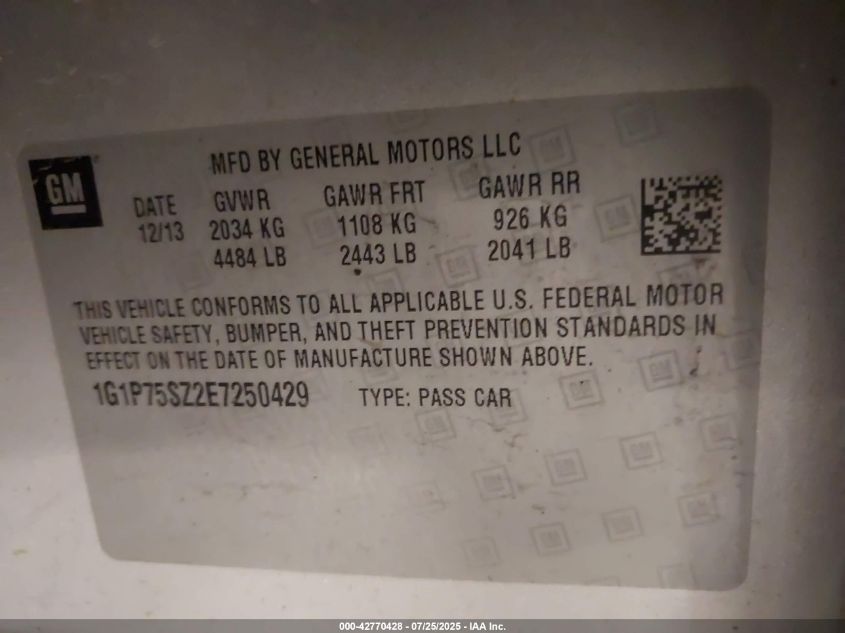 GM
MFD BY GENERAL MOTORS LLC
DATE GVWR GAWR FRT GAWR RR
12/13 2034 KG 1108 KG 926 KG
4484 LB 2443 LB 2041 LB
THIS VEHICLE CONFORMS TO ALL APPLICABLE U.S. FEDERAL MOTOR
VEHICLE SAFETY, BUMPER, AND THEFT PREVENTION STANDARDS IN
EFFECT ON THE DATE OF MANUFACTURE SHOWN ABOVE.
1G1P75SZ2E7250429 TYPE: PASS CAR
000-42770428 - 07/25/2025 - IAA Inc.